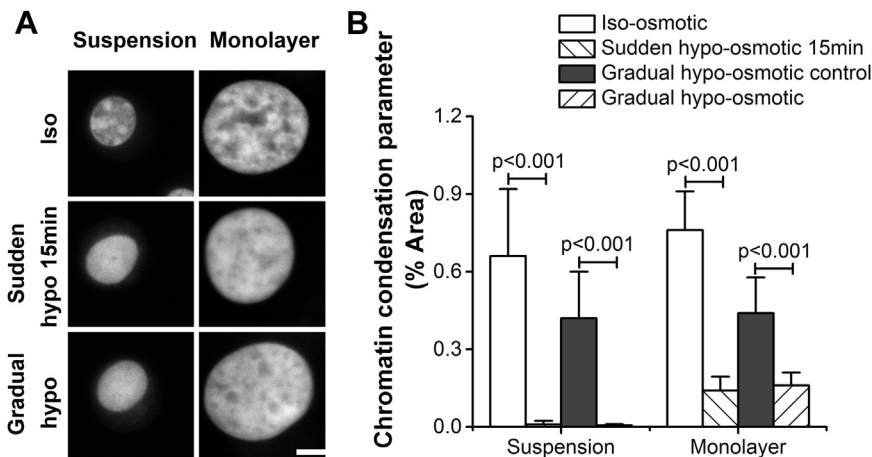 A
Suspension Monolayer
Iso
Sudden
hypo 15min
Gradual
hypo
B
Iso-osmotic
Sudden hypo-osmotic 15min
Gradual hypo-osmotic control
Gradual hypo-osmotic
Chromatin condensation parameter
(% Area)
1.2
0.9
0.6
0.3
0.0
p<0.001
p<0.001
p<0.001
p<0.001
Suspension
Monolayer